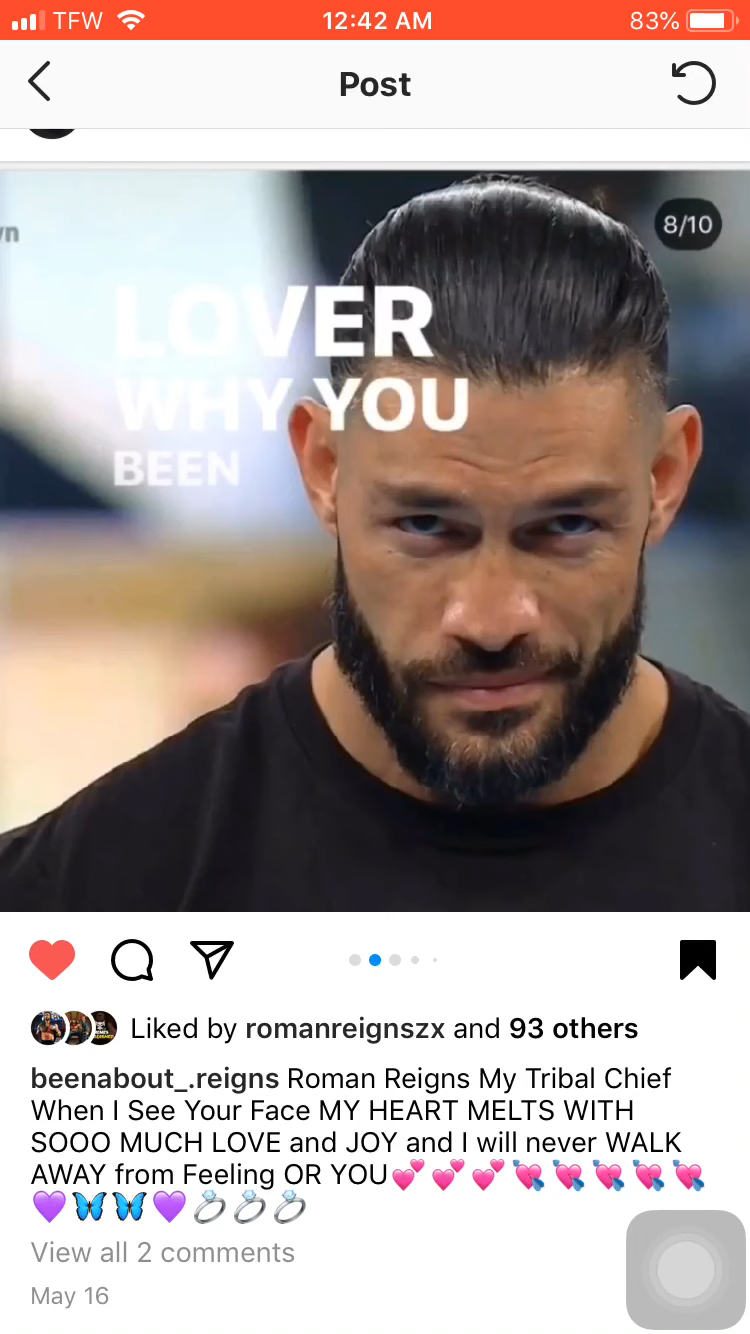 TFW 12:42 AM 83%
Post
8/10
LOVER
WHY YOU
BEEN
Liked by romanreignszx and 93 others
beenabout_.reigns Roman Reigns My Tribal Chief
When I See Your Face MY HEART MELTS WITH
SOOO MUCH LOVE and JOY and I will never WALK
AWAY from Feeling OR YOU💕💕💕💘💘💘💘💘
💜🦋🦋💜💍💍💍
View all 2 comments
May 16